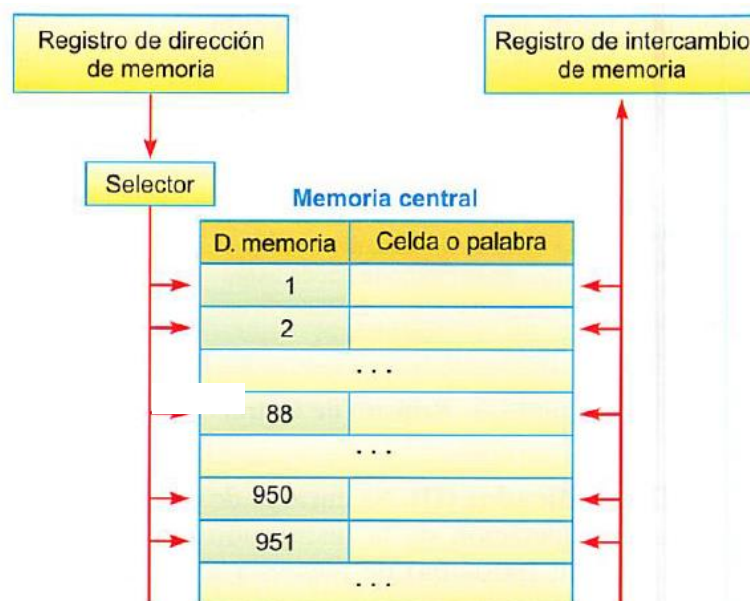 Registro de dirección
de memoria
Registro de intercambio
de memoria
Selector
Memoria central
D. memoria Celda o palabra
1
2
. . .
88
. . .
950
951
. . .